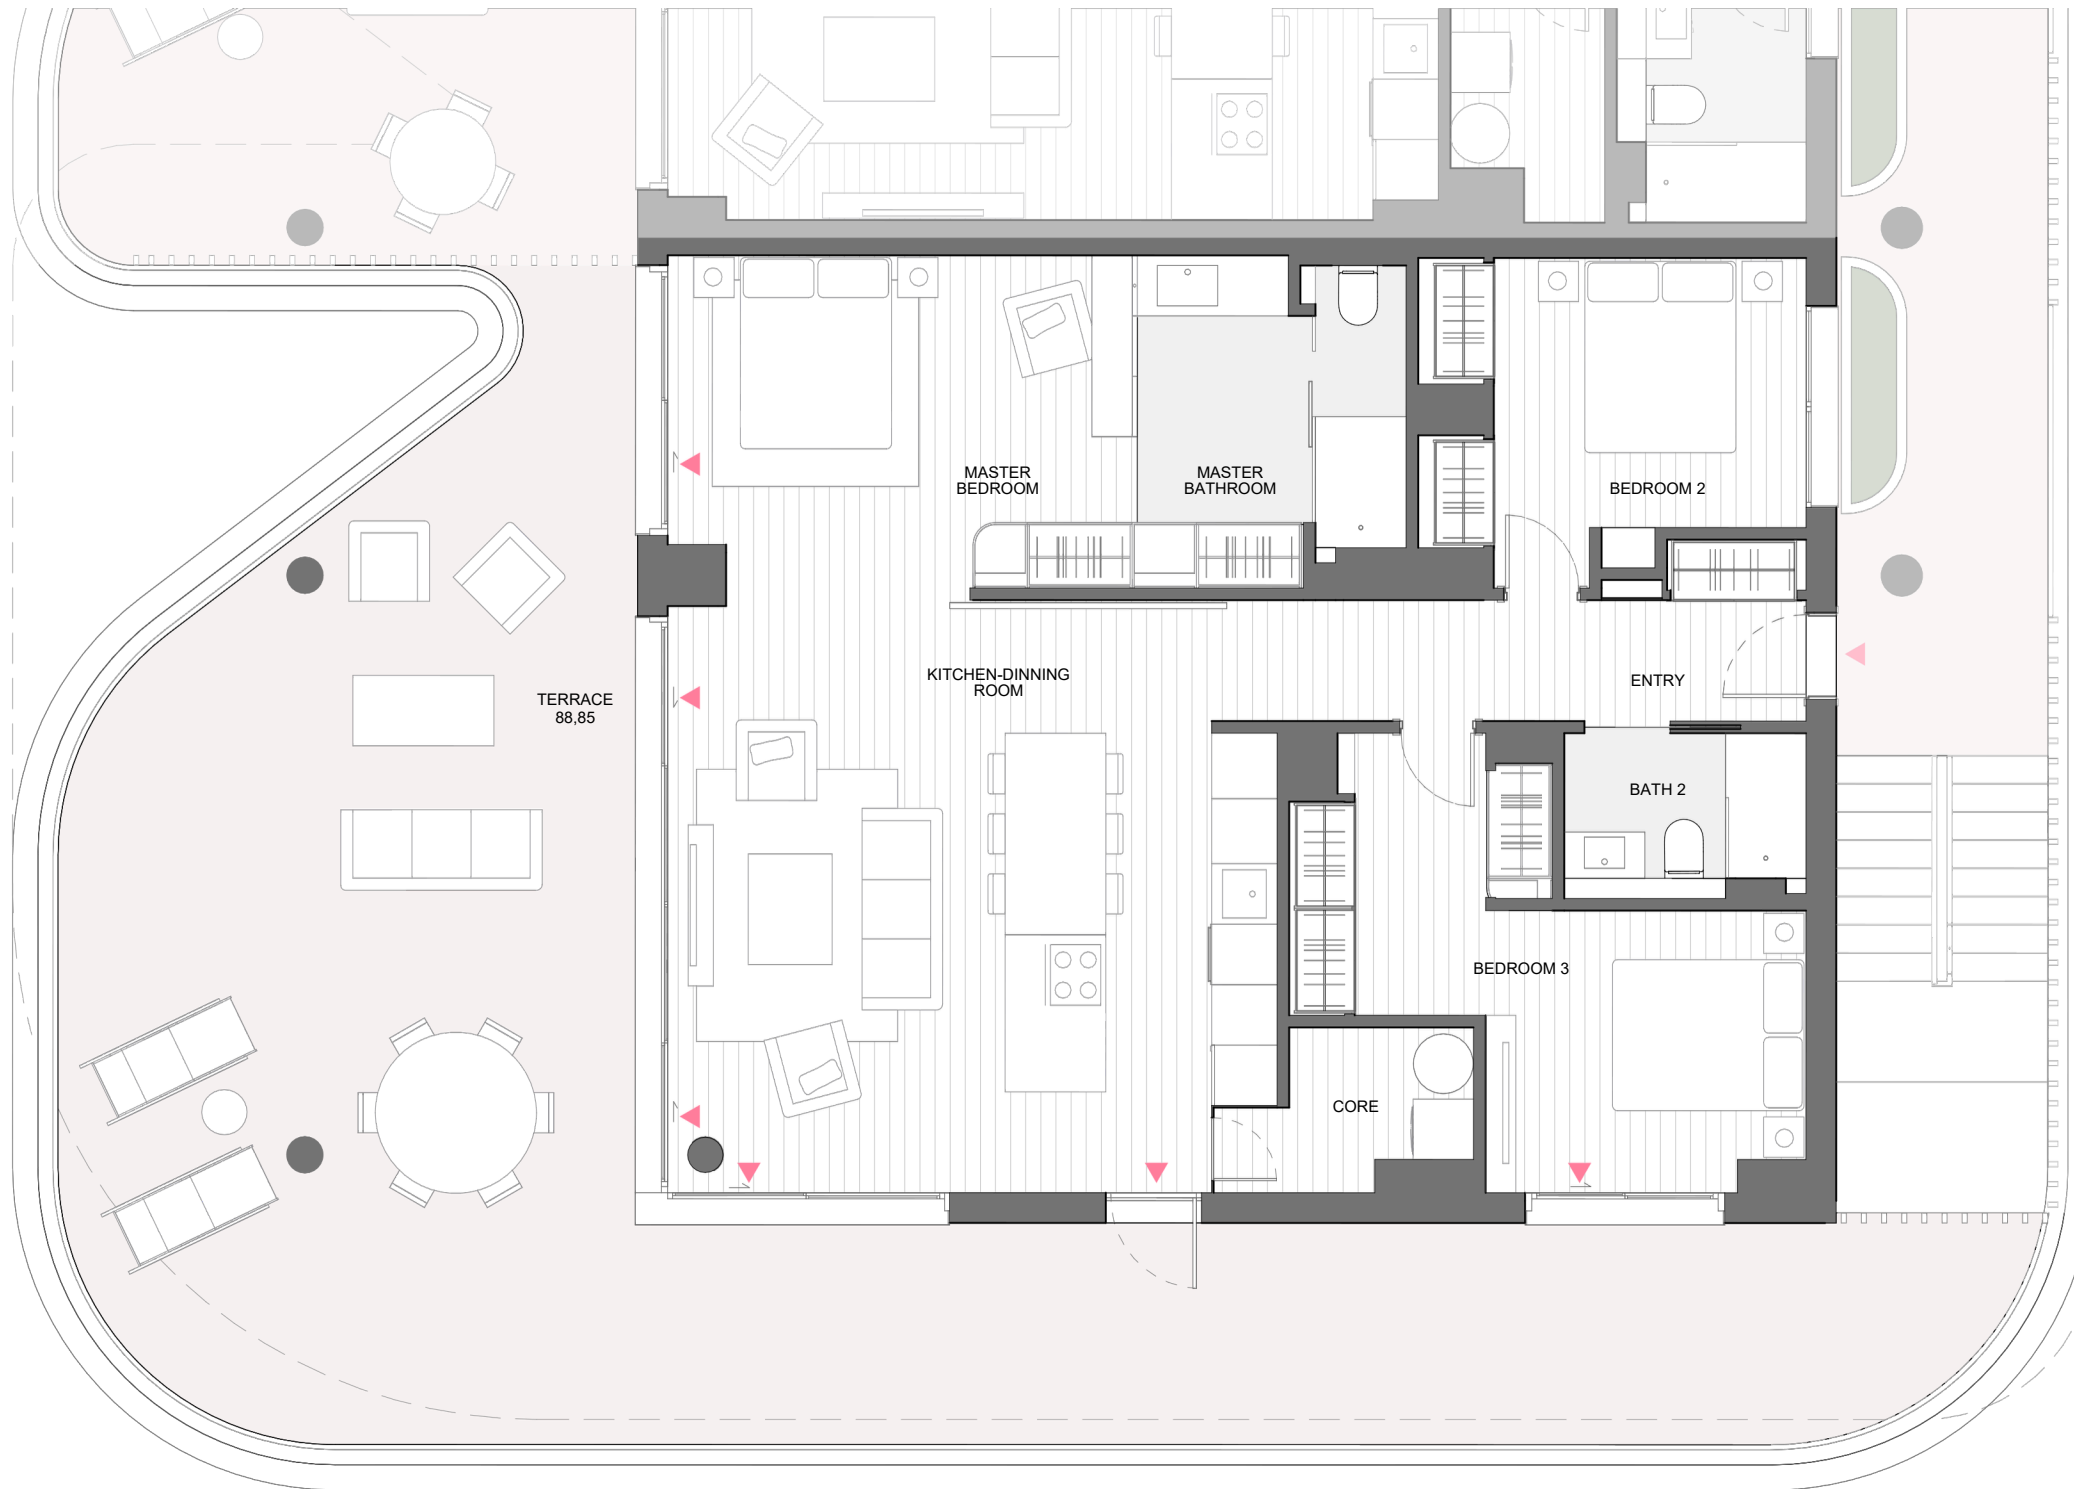 MASTER
BEDROOM
MASTER
BATHROOM
BEDROOM 2
KITCHEN-DINNING
ROOM
ENTRY
TERRACE
88,85
BATH 2
BEDROOM 3
CORE